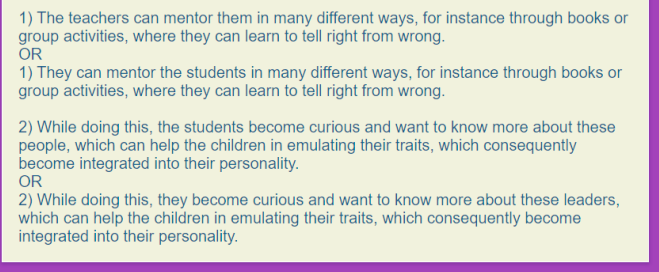 1) The teachers can mentor them in many different ways, for instance through books or
group activities, where they can learn to tell right from wrong.
OR
1) They can mentor the students in many different ways, for instance through books or
group activities, where they can learn to tell right from wrong.
2) While doing this, the students become curious and want to know more about these
people, which can help the children in emulating their traits, which consequently
become integrated into their personality.
OR
2) While doing this, they become curious and want to know more about these leaders,
which can help the children in emulating their traits, which consequently become
integrated into their personality.